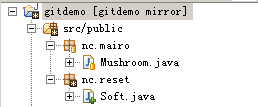 gitdemo [gitdemo mirror]
src/public
nc.mairo
Mushroom.java
nc.reset
Soft.java